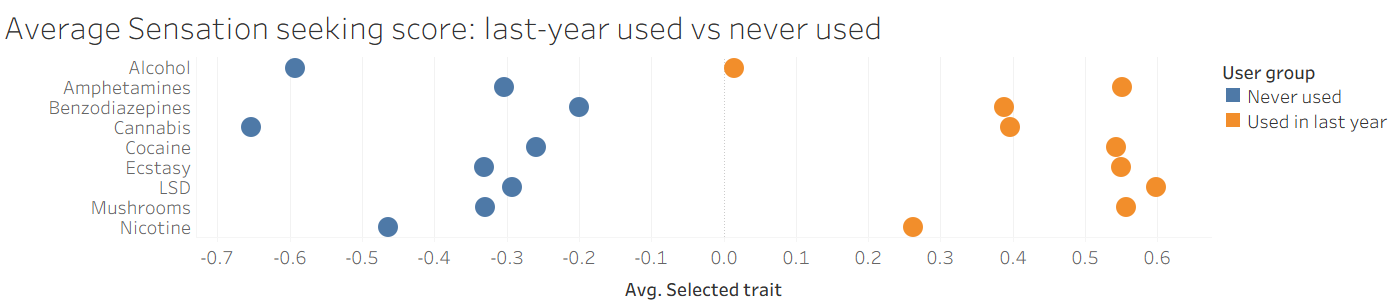 Average Sensation seeking score: last-year used vs never used
Alcohol
Amphetamines
Benzodiazepines
Cannabis
Cocaine
Ecstasy
LSD
Mushrooms
Nicotine
-0.7 -0.6 -0.5 -0.4 -0.3 -0.2 -0.1 0.0 0.1 0.2 0.3 0.4 0.5 0.6
Avg. Selected trait
User group
Never used
Used in last year